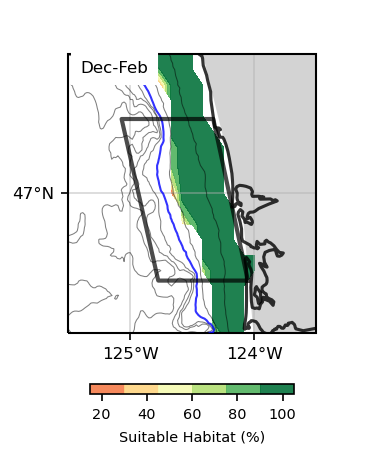 Dec-Feb
47°N
125°W 124°W
20 40 60 80 100
Suitable Habitat (%)